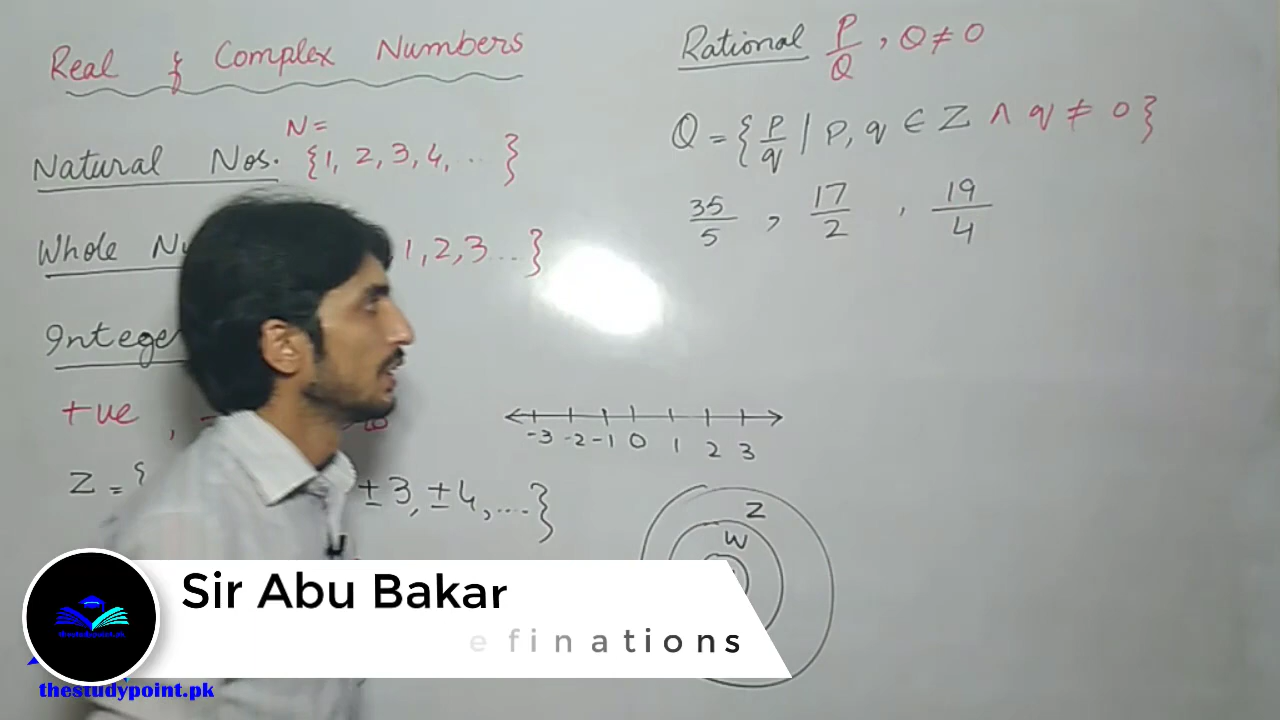 Real & Complex Numbers
N =
Natural Nos. {1, 2, 3, 4, ... }
Whole 1, 2, 3 .... }
+ve ,
Z = { ± 3, ± 4, .... }
Rational P/Q , Q ≠ 0
Q = { p/q | p, q ∈ Z ∧ q ≠ 0 }
35/5 , 17/2 , 19/4
-3 -2 -1 0 1 2 3
Z
W
Sir Abu Bakar
efinations
thestudypoint.pk
thestudypoint.pk